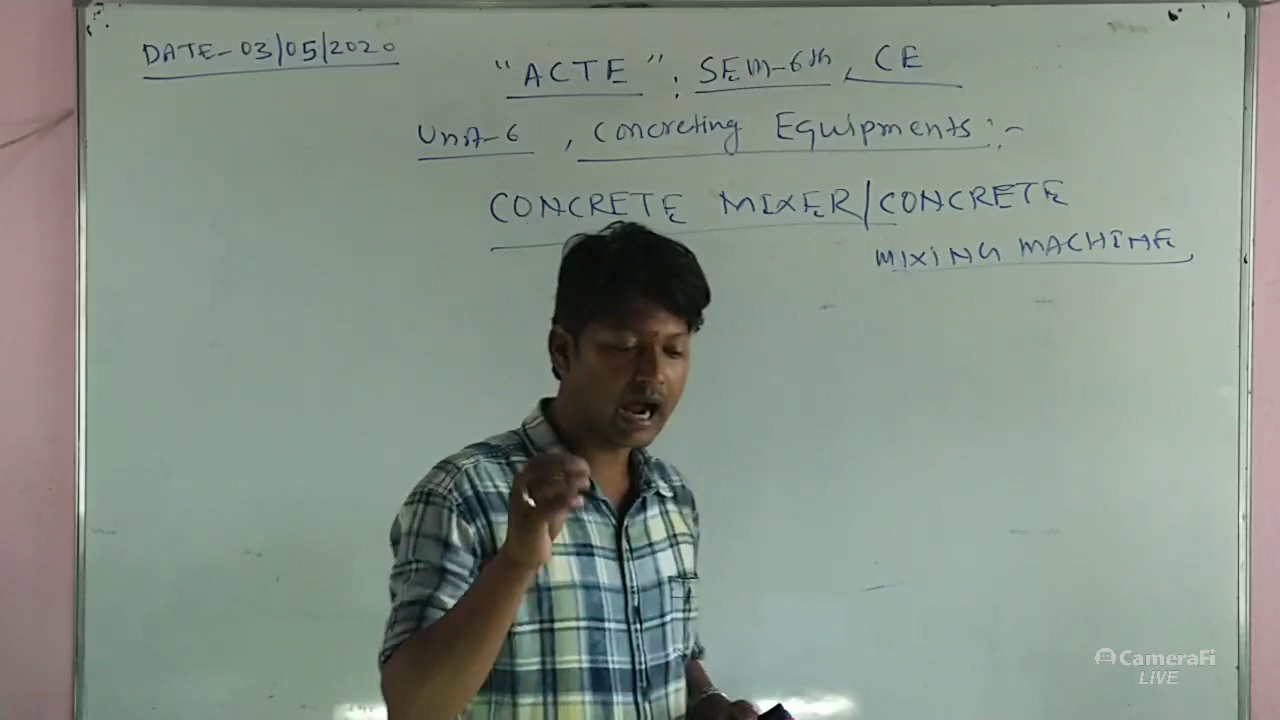 DATE-03/05/2020
"ACTE", SEM-6th, CE
Unit-6, Concreting Equipments:-
CONCRETE MIXER/CONCRETE
MIXING MACHINE
CameraFi
LIVE